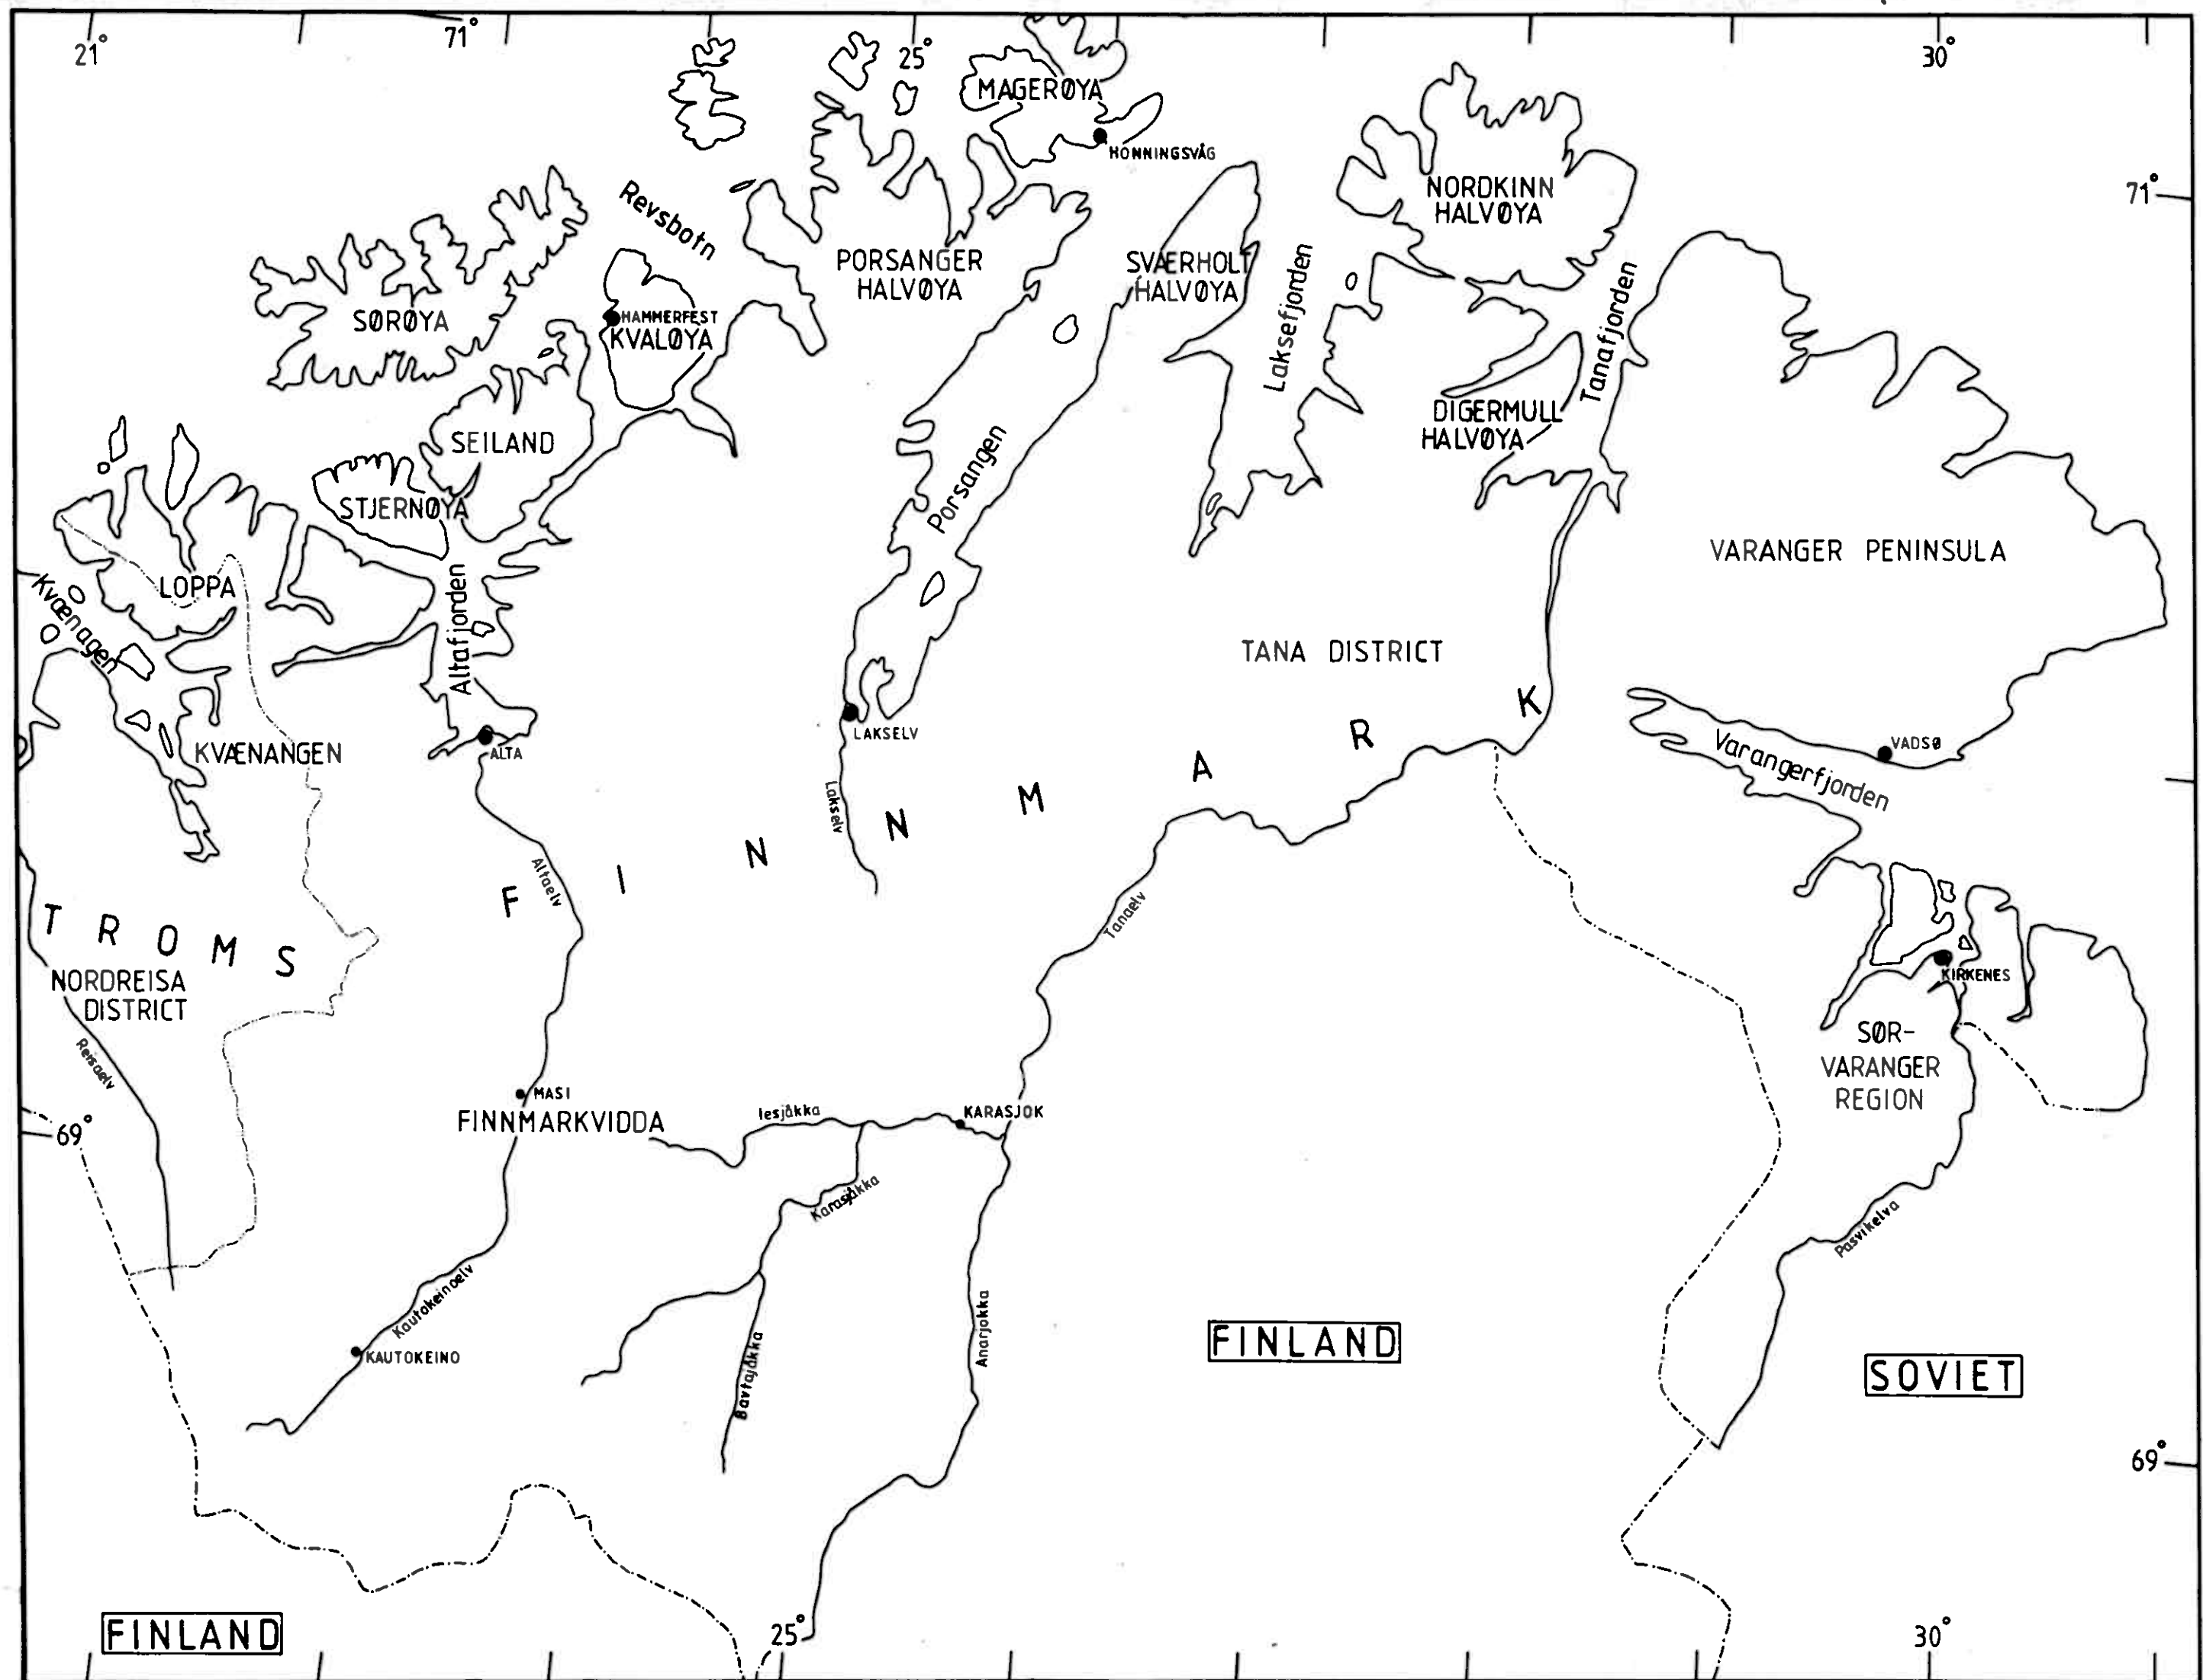 21°
71°
25°
30°
MAGERØYA
HONNINGSVÅG
71°
Revsbotn
NORDKINN
HALVØYA
PORSANGER
HALVØYA
SVÆRHOLT
HALVØYA
Laksefjorden
Tanafjorden
SØRØYA
HAMMERFEST
KVALØYA
SEILAND
DIGERMULL
HALVØYA
STJERNØYA
Porsangen
VARANGER PENINSULA
LOPPA
Kvænagen
Altafjorden
TANA DISTRICT
KVÆNANGEN
ALTA
LAKSELV
VADSØ
Varangerfjorden
Lakselv
FINNMARK
Altaelv
Tanaelv
TROMS
NORDREISA
DISTRICT
KIRKENES
SØR-
VARANGER
REGION
Reisaelv
MASI
FINNMARKVIDDA
Iesjåkka
KARASJOK
69°
Karasjåkka
Pasvikelva
Kautokeinoelv
KAUTOKEINO
Bavtajåkka
Anarjokka
FINLAND
SOVIET
69°
FINLAND
25°
30°